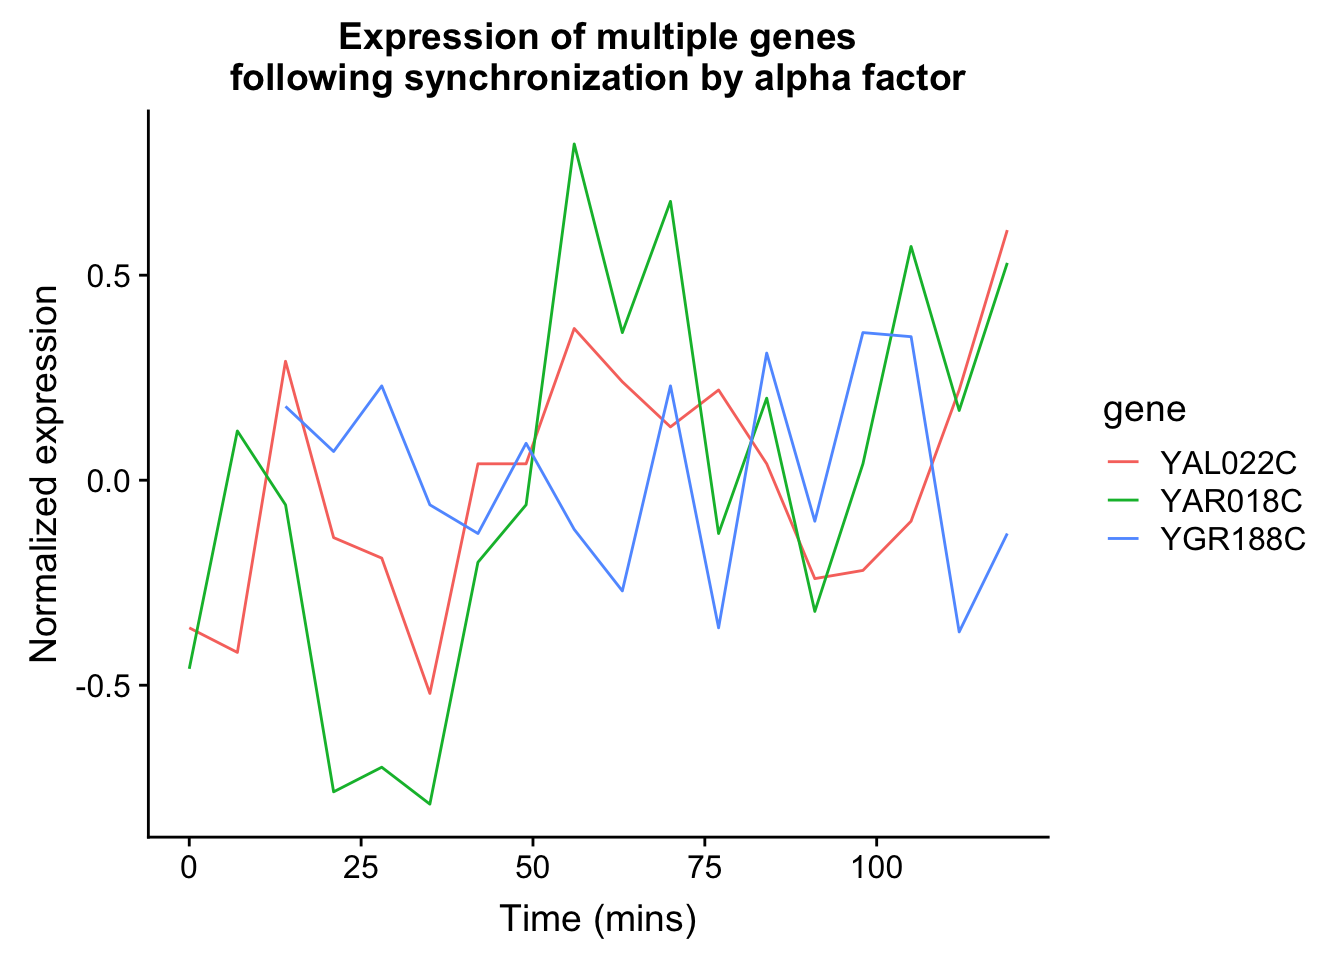 Expression of multiple genes
following synchronization by alpha factor
Normalized expression
0.5
0.0
-0.5
0 25 50 75 100
Time (mins)
gene
YAL022C
YAR018C
YGR188C